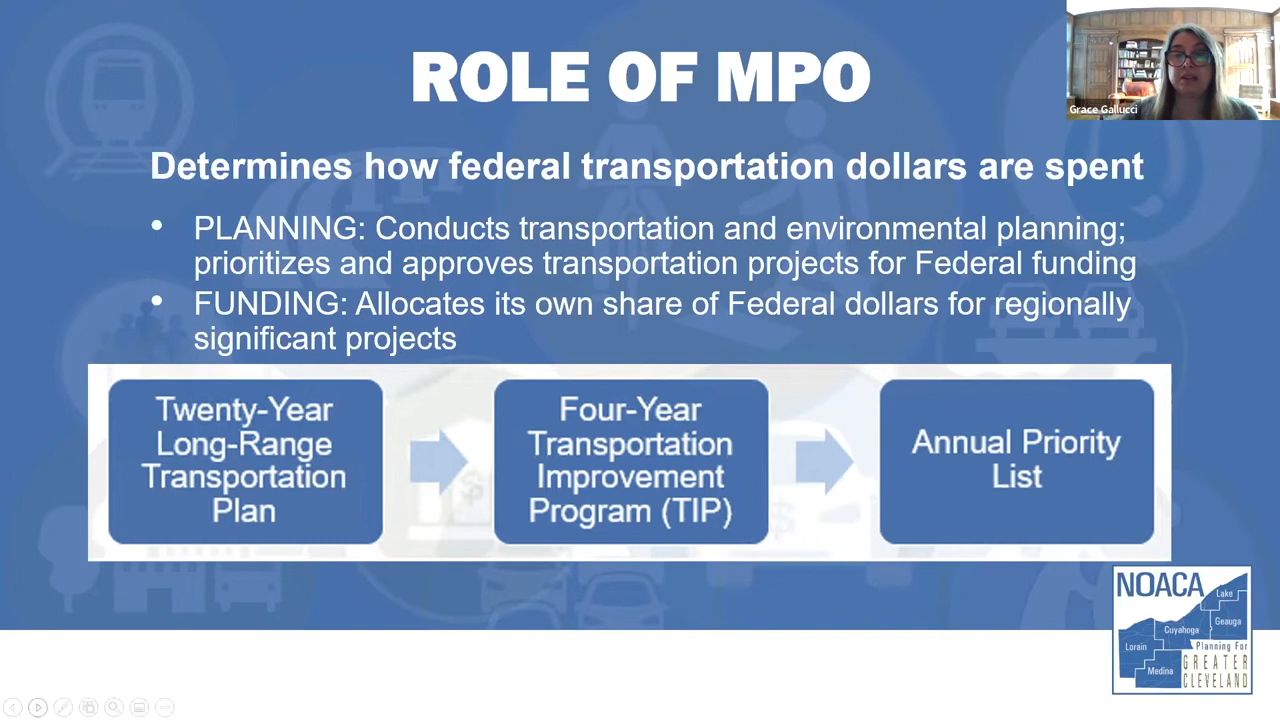 ROLE OF MPO
Grace Gallucci
Determines how federal transportation dollars are spent
• PLANNING: Conducts transportation and environmental planning;
prioritizes and approves transportation projects for Federal funding
• FUNDING: Allocates its own share of Federal dollars for regionally
significant projects
Twenty-Year
Long-Range
Transportation
Plan
Four-Year
Transportation
Improvement
Program (TIP)
Annual Priority
List
NOACA
Lake
Geauga
Cuyahoga
Lorain
Medina
Planning For
GREATER
CLEVELAND